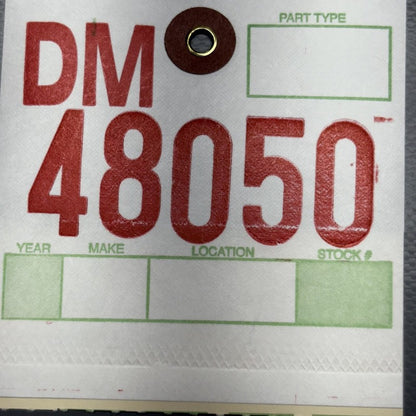 PART TYPE
DM
48050
YEAR MAKE LOCATION STOCK #